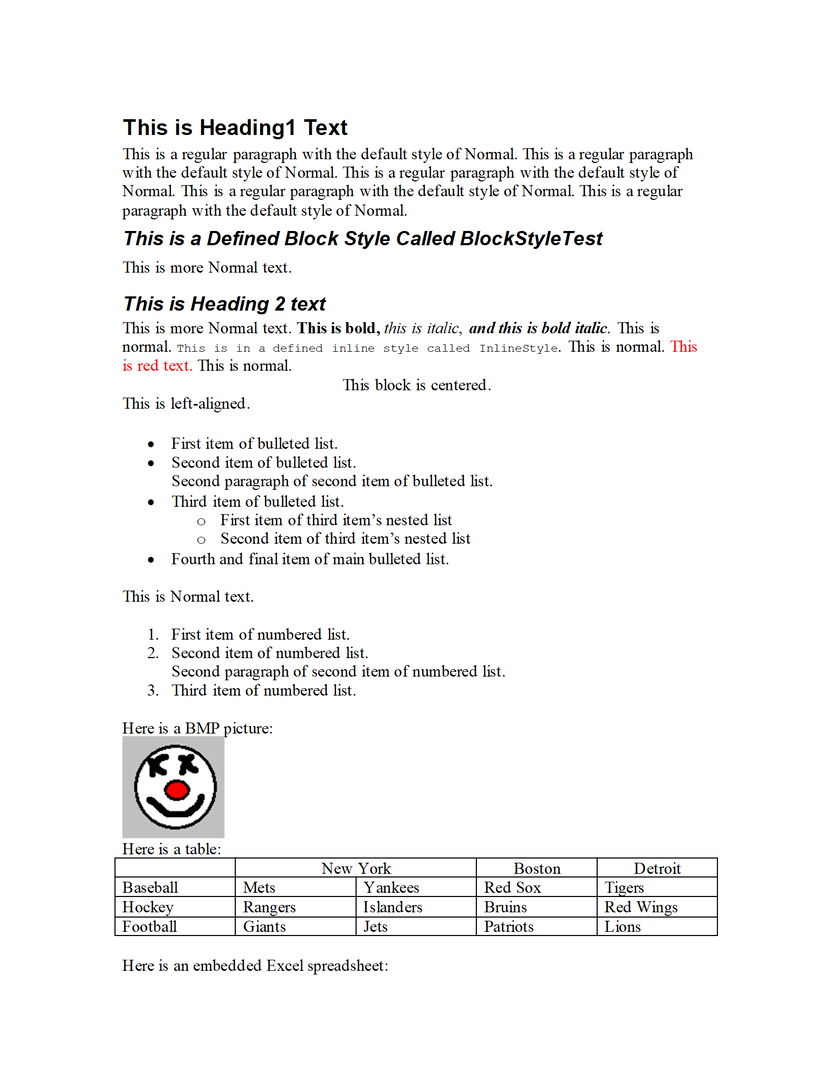 This is Heading1 Text
This is a regular paragraph with the default style of Normal. This is a regular paragraph
with the default style of Normal. This is a regular paragraph with the default style of
Normal. This is a regular paragraph with the default style of Normal. This is a regular
paragraph with the default style of Normal.
This is a Defined Block Style Called BlockStyleTest
This is more Normal text.
This is Heading 2 text
This is more Normal text. This is bold, this is italic, and this is bold italic. This is
normal. This is in a defined inline style called InlineStyle. This is normal. This
is red text. This is normal.
This block is centered.
This is left-aligned.
• First item of bulleted list.
• Second item of bulleted list.
Second paragraph of second item of bulleted list.
• Third item of bulleted list.
o First item of third item’s nested list
o Second item of third item’s nested list
• Fourth and final item of main bulleted list.
This is Normal text.
1. First item of numbered list.
2. Second item of numbered list.
Second paragraph of second item of numbered list.
3. Third item of numbered list.
Here is a BMP picture:
Here is a table:
New York Boston Detroit
Baseball Mets Yankees Red Sox Tigers
Hockey Rangers Islanders Bruins Red Wings
Football Giants Jets Patriots Lions
Here is an embedded Excel spreadsheet: